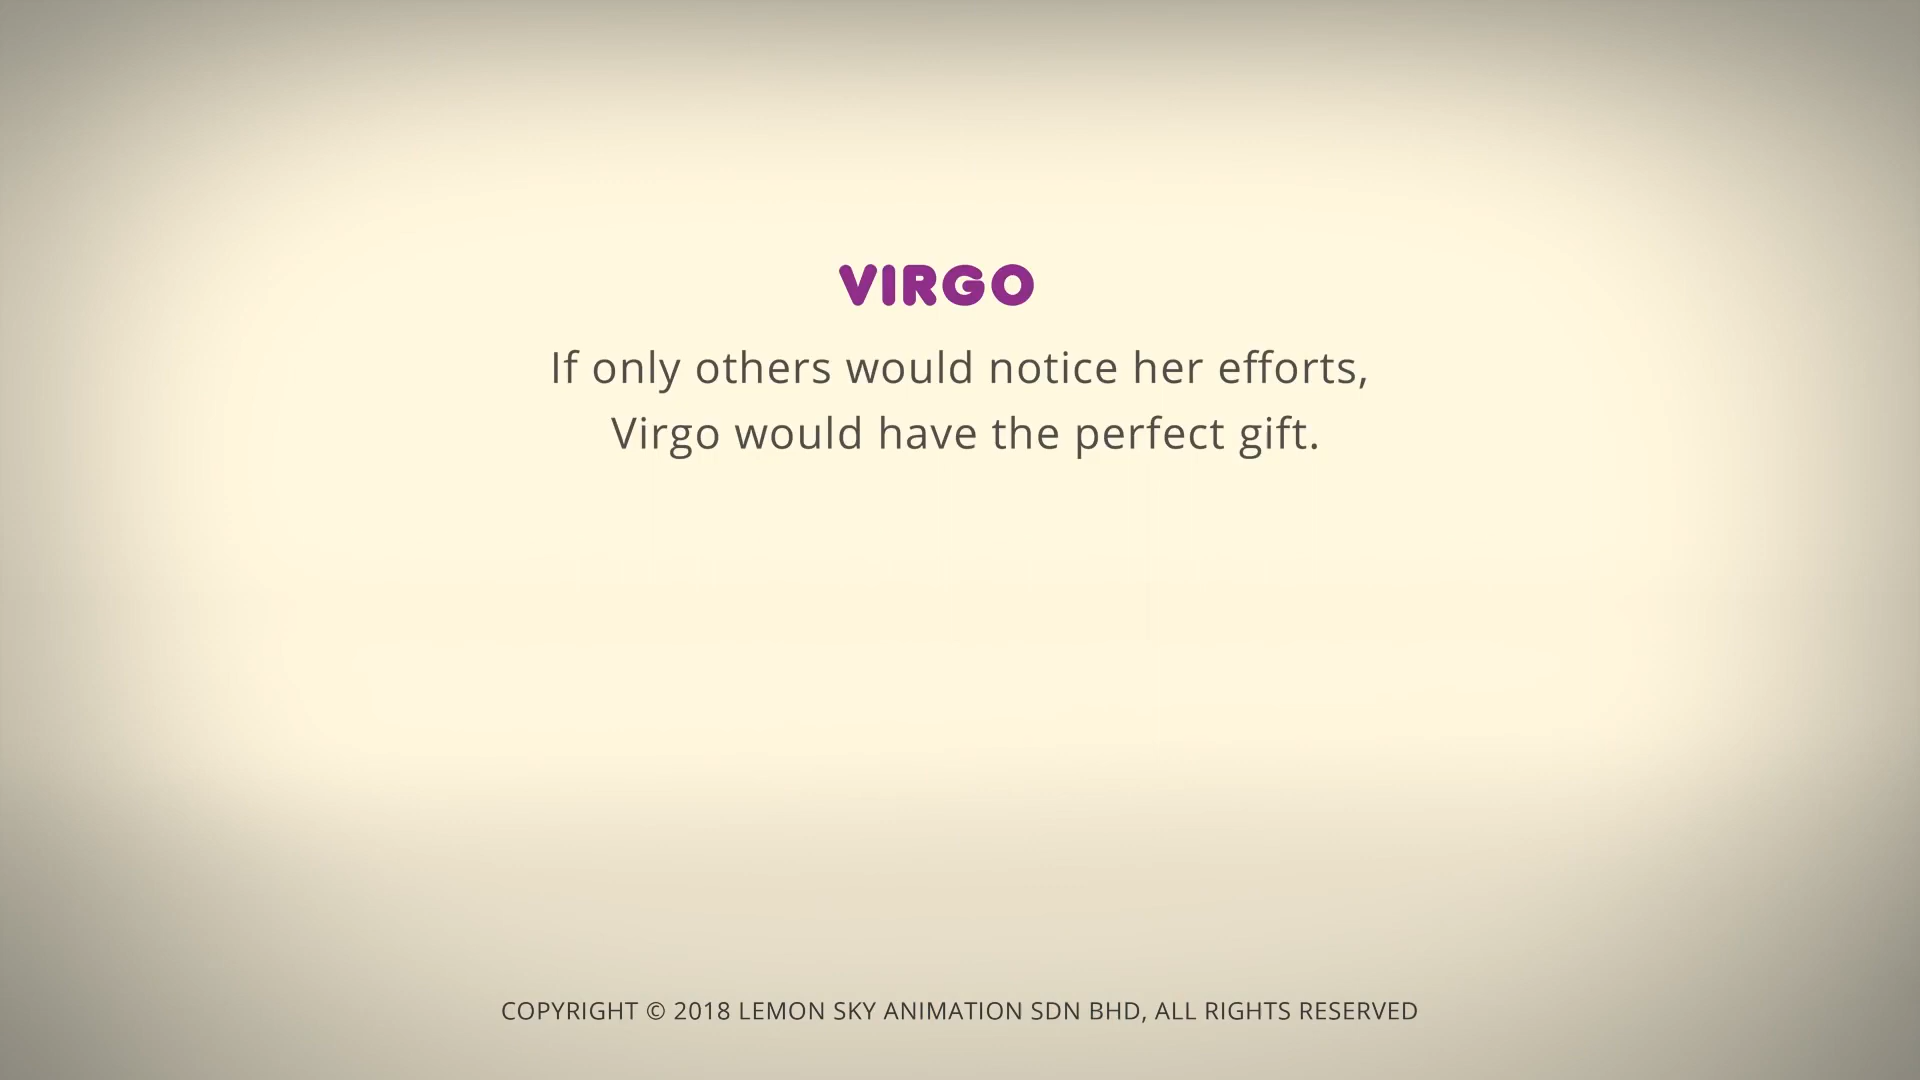 VIRGO
If only others would notice her efforts,
Virgo would have the perfect gift.
COPYRIGHT © 2018 LEMON SKY ANIMATION SDN BHD, ALL RIGHTS RESERVED